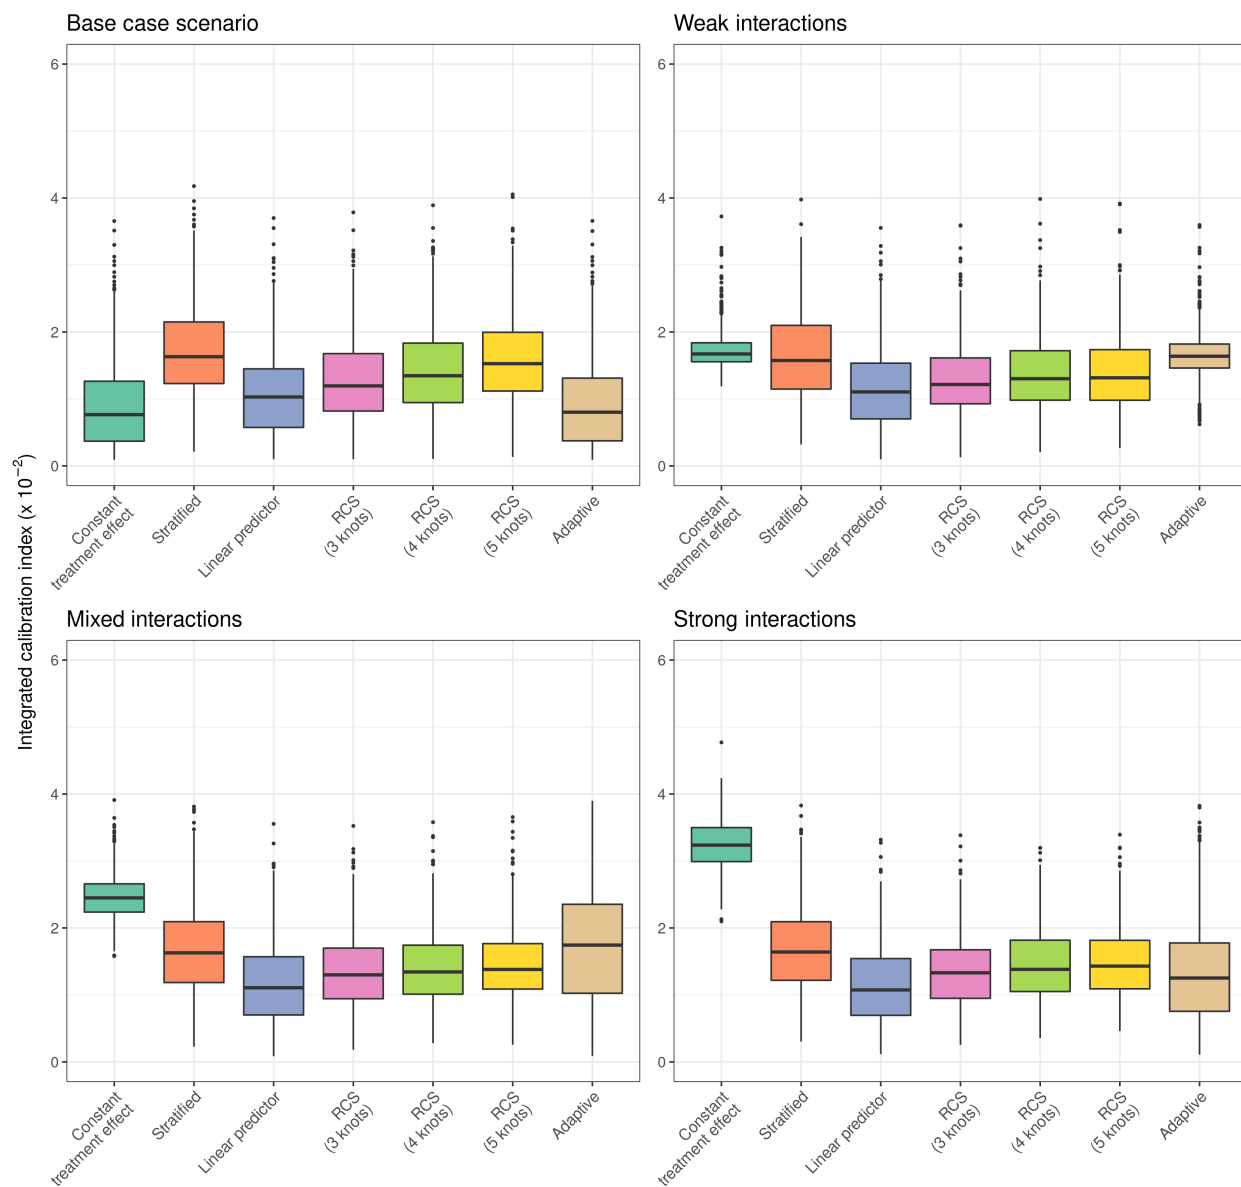 Base case scenario
Weak interactions
6
4
2
0
Constant
treatment effect
Stratified
Linear predictor
RCS
(3 knots)
RCS
(4 knots)
RCS
(5 knots)
Adaptive
6
4
2
0
Constant
treatment effect
Stratified
Linear predictor
RCS
(3 knots)
RCS
(4 knots)
RCS
(5 knots)
Adaptive
Integrated calibration index (x 10⁻²)
Mixed interactions
Strong interactions
6
4
2
0
Constant
treatment effect
Stratified
Linear predictor
RCS
(3 knots)
RCS
(4 knots)
RCS
(5 knots)
Adaptive
6
4
2
0
Constant
treatment effect
Stratified
Linear predictor
RCS
(3 knots)
RCS
(4 knots)
RCS
(5 knots)
Adaptive